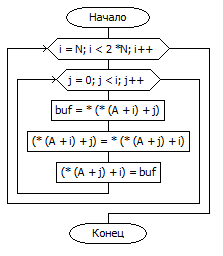 Начало
i = N; i < 2 *N; i++
j = 0; j < i; j++
buf = * (* (A + i) + j)
(* (A + i) + j) = * (* (A + j) + i)
(* (A + j) + i) = buf
Конец